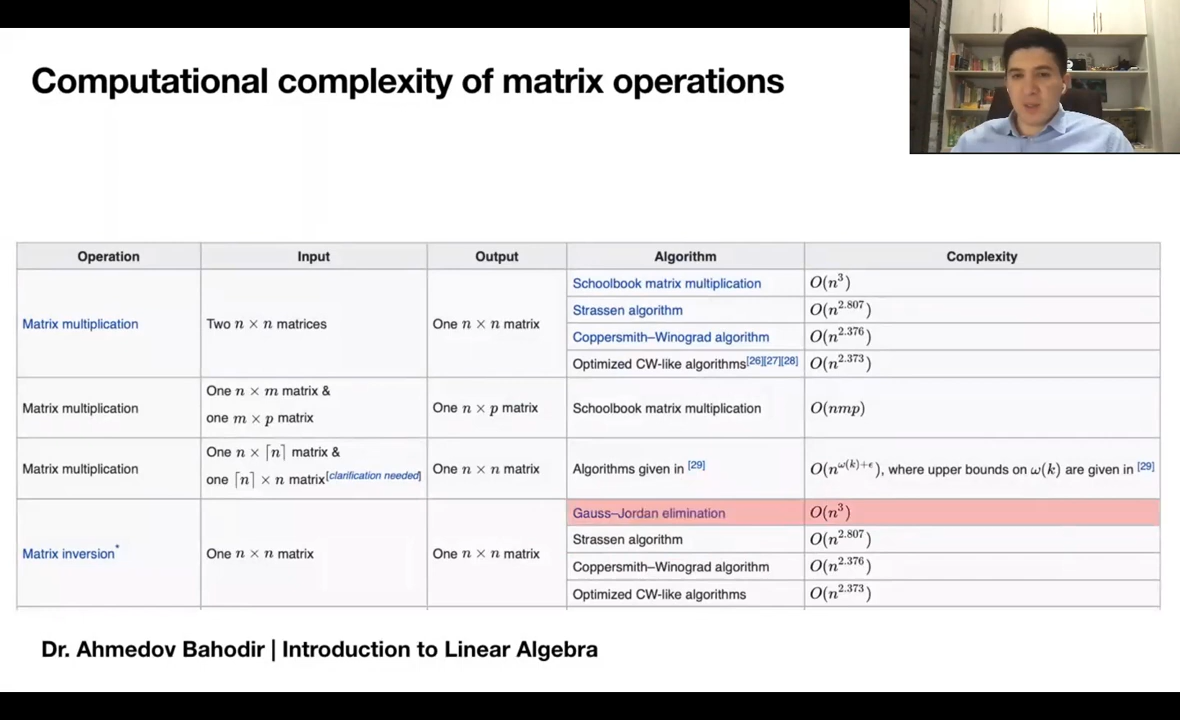 Computational complexity of matrix operations
Operation Input Output Algorithm Complexity
Matrix multiplication Two n × n matrices One n × n matrix
Schoolbook matrix multiplication O(n^3)
Strassen algorithm O(n^2.807)
Coppersmith–Winograd algorithm O(n^2.376)
Optimized CW-like algorithms[26][27][28] O(n^2.373)
Matrix multiplication
One n × m matrix &
one m × p matrix
One n × p matrix Schoolbook matrix multiplication O(nmp)
Matrix multiplication
One n × ⌈n⌉ matrix &
one ⌈n⌉ × n matrix[clarification needed]
One n × n matrix Algorithms given in [29] O(n^ω(k)+ϵ), where upper bounds on ω(k) are given in [29]
Matrix inversion* One n × n matrix One n × n matrix
Gauss–Jordan elimination O(n^3)
Strassen algorithm O(n^2.807)
Coppersmith–Winograd algorithm O(n^2.376)
Optimized CW-like algorithms O(n^2.373)
Dr. Ahmedov Bahodir | Introduction to Linear Algebra